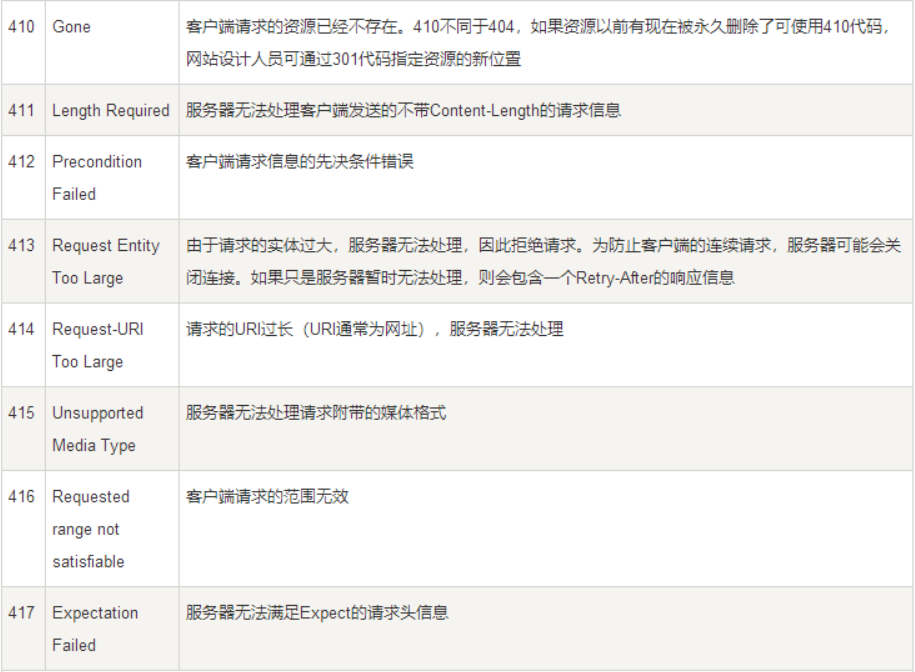 410 Gone 客户端请求的资源已经不存在。410不同于404，如果资源以前有现在被永久删除了可使用410代码，
网站设计人员可通过301代码指定资源的新位置
411 Length Required 服务器无法处理客户端发送的不带Content-Length的请求信息
412 Precondition 客户端请求信息的先决条件错误
Failed
413 Request Entity 由于请求的实体过大，服务器无法处理，因此拒绝请求。为防止客户端的连续请求，服务器可能会关
Too Large 闭连接。如果只是服务器暂时无法处理，则会包含一个Retry-After的响应信息
414 Request-URI 请求的URI过长（URI通常为网址），服务器无法处理
Too Large
415 Unsupported 服务器无法处理请求附带的媒体格式
Media Type
416 Requested 客户端请求的范围无效
range not
satisfiable
417 Expectation 服务器无法满足Expect的请求头信息
Failed